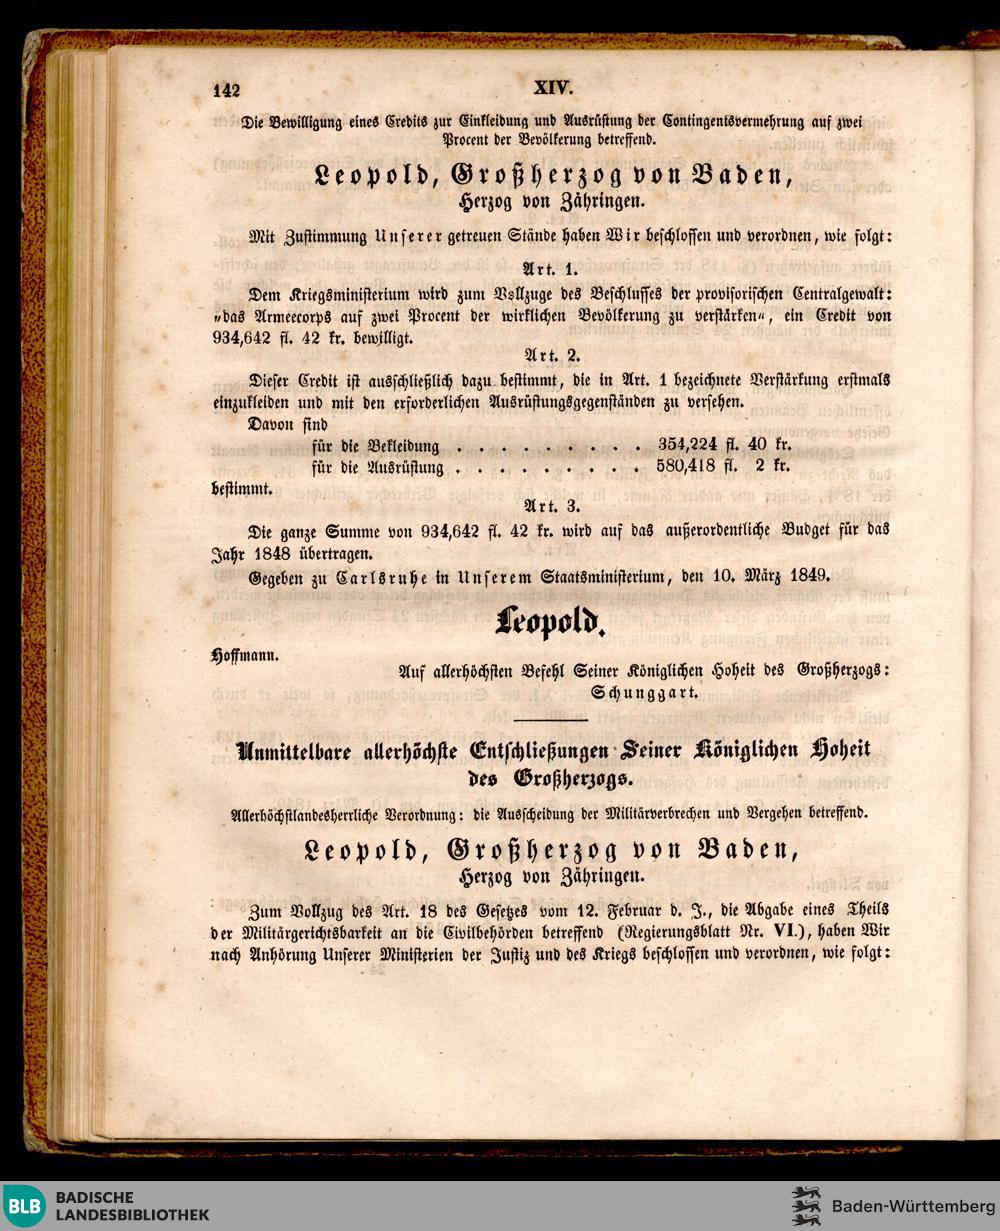 142
XIV.
Die Bewilligung eines Credits zur Einkleidung und Ausrüstung der Contingentsvermehrung auf zwei
Procent der Bevölkerung betreffend.
Leopold, Großherzog von Baden,
Herzog von Zähringen.
Mit Zustimmung Unserer getreuen Stände haben Wir beschlossen und verordnen, wie folgt:
Art. 1.
Dem Kriegsministerium wird zum Vollzuge des Beschlusses der provisorischen Centralgewalt:
„das Armeecorps auf zwei Procent der wirklichen Bevölkerung zu verstärken“, ein Credit von
934,642 fl. 42 kr. bewilligt.
Art. 2.
Dieser Credit ist ausschließlich dazu bestimmt, die in Art. 1 bezeichnete Verstärkung erstmals
einzukleiden und mit den erforderlichen Ausrüstungsgegenständen zu versehen.
Davon sind
für die Bekleidung . . . . . . . . . 354,224 fl. 40 kr.
für die Ausrüstung . . . . . . . . . 580,418 fl. 2 kr.
bestimmt.
Art. 3.
Die ganze Summe von 934,642 fl. 42 kr. wird auf das außerordentliche Budget für das
Jahr 1848 übertragen.
Gegeben zu Carlsruhe in Unserem Staatsministerium, den 10. März 1849.
Leopold.
Hoffmann.
Auf allerhöchsten Befehl Seiner Königlichen Hoheit des Großherzogs:
Schunggart.
Unmittelbare allerhöchste Entschließungen Seiner Königlichen Hoheit
des Großherzogs.
Allerhöchstlandesherrliche Verordnung: die Ausscheidung der Militärverbrechen und Vergehen betreffend.
Leopold, Großherzog von Baden,
Herzog von Zähringen.
Zum Vollzug des Art. 18 des Gesetzes vom 12. Februar d. J., die Abgabe eines Theils
der Militärgerichtsbarkeit an die Civilbehörden betreffend (Regierungsblatt Nr. VI.), haben Wir
nach Anhörung Unserer Ministerien der Justiz und des Kriegs beschlossen und verordnen, wie folgt:
BLB BADISCHE
LANDESBIBLIOTHEK
Baden-Württemberg